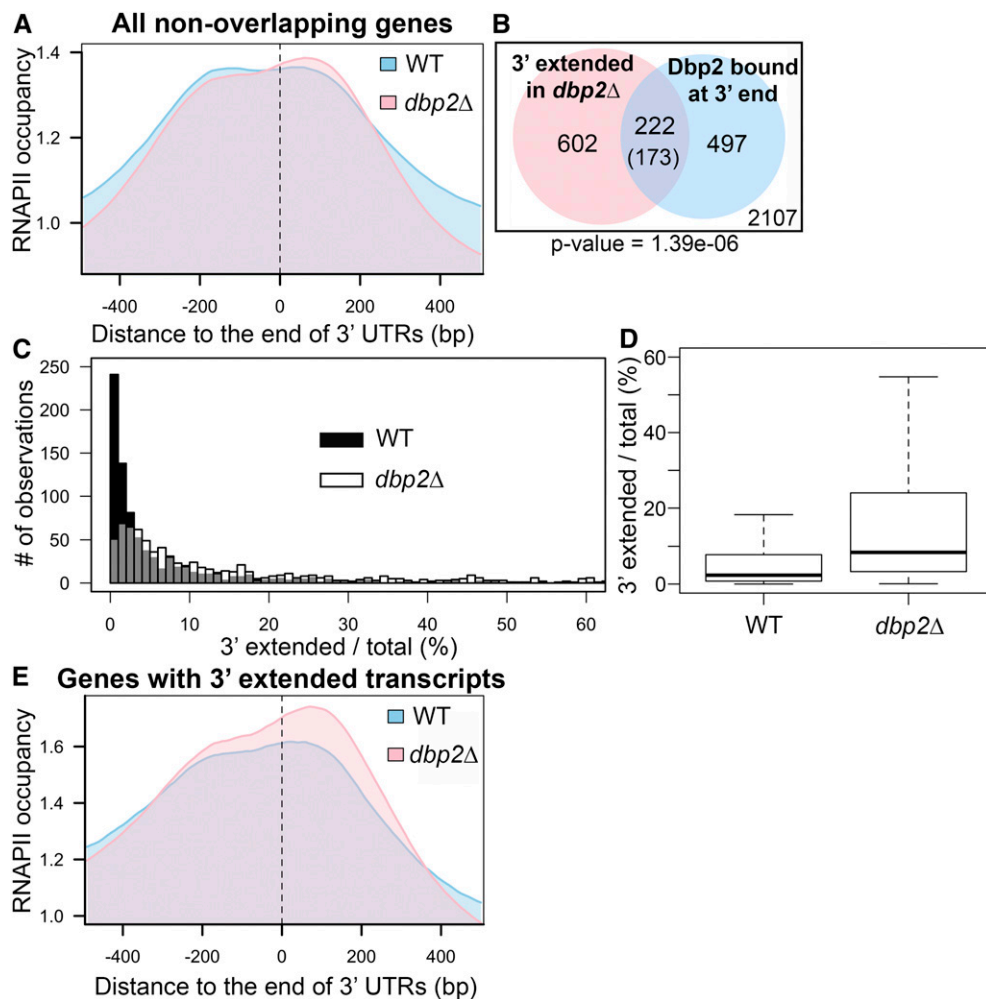 A
All non-overlapping genes
RNAPII occupancy
1.4
1.2
1.0
WT
dbp2Δ
-400
-200
0
200
400
Distance to the end of 3' UTRs (bp)
B
3' extended
in dbp2Δ
Dbp2 bound
at 3' end
602
222
(173)
497
2107
p-value = 1.39e-06
C
# of observations
250
200
150
100
50
0
WT
dbp2Δ
0
10
20
30
40
50
60
3' extended / total (%)
D
3' extended / total (%)
60
40
20
0
WT
dbp2Δ
E
Genes with 3' extended transcripts
RNAPII occupancy
1.6
1.4
1.2
1.0
WT
dbp2Δ
-400
-200
0
200
400
Distance to the end of 3' UTRs (bp)